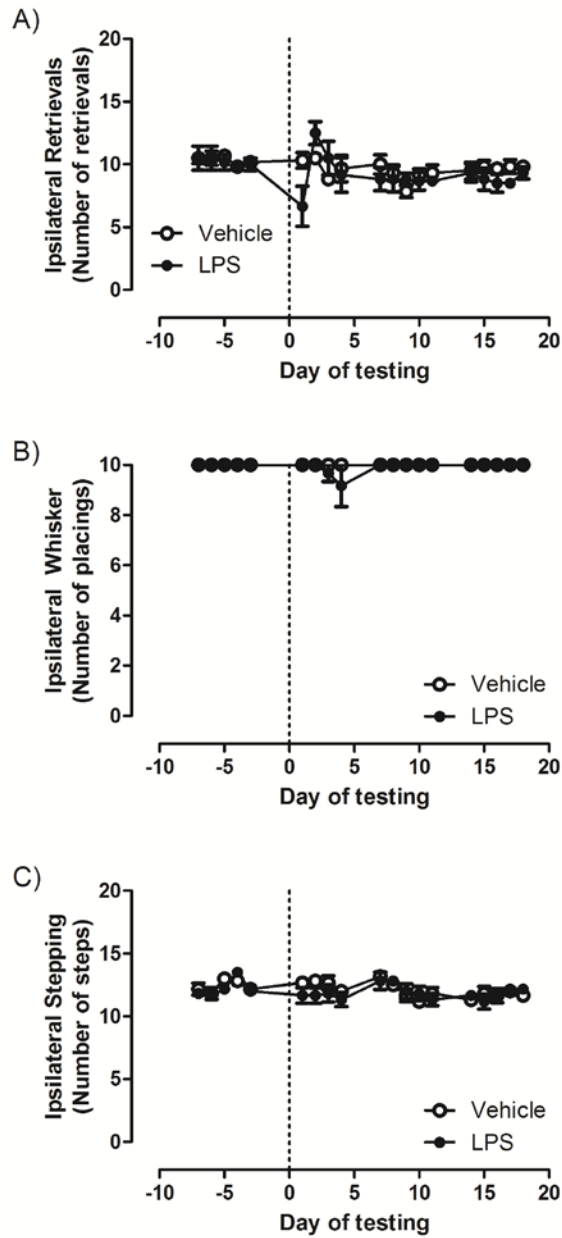 A)
Ipsilateral Retrievals
(Number of retrievals)
20
15
10
5
0
Vehicle
LPS
-10 -5 0 5 10 15 20
Day of testing
B)
Ipsilateral Whisker
(Number of placings)
10
8
6
4
2
0
Vehicle
LPS
-10 -5 0 5 10 15 20
Day of testing
C)
Ipsilateral Stepping
(Number of steps)
20
15
10
5
0
Vehicle
LPS
-10 -5 0 5 10 15 20
Day of testing